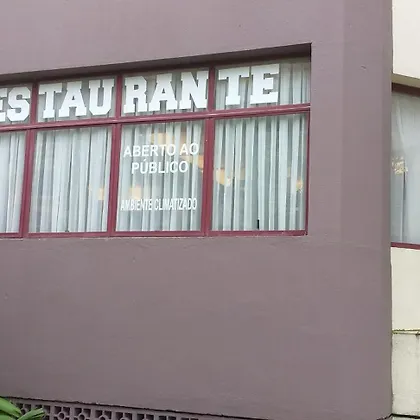 ESTAURANTE
ABERTO AO
PÚBLICO
AMBIENTE CLIMATIZADO